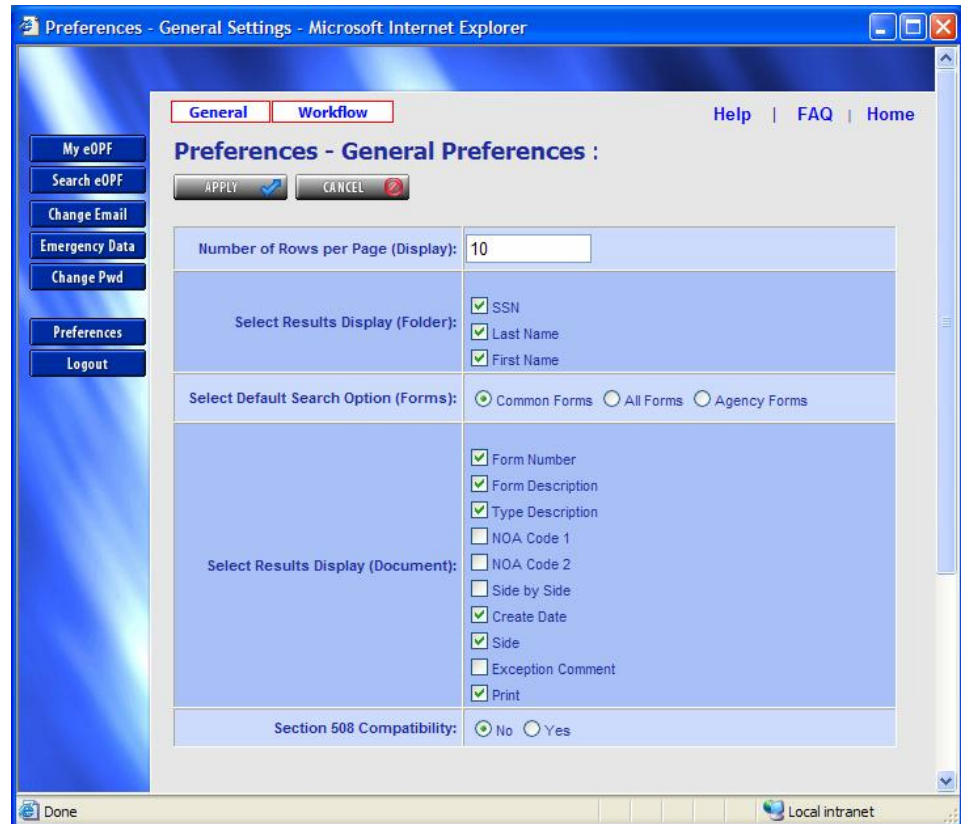 Preferences - General Settings - Microsoft Internet Explorer
General Workflow Help | FAQ | Home
My eOPF
Search eOPF
Change Email
Emergency Data
Change Pwd
Preferences
Logout
Preferences - General Preferences :
APPLY CANCEL
Number of Rows per Page (Display): 10
Select Results Display (Folder):
SSN
Last Name
First Name
Select Default Search Option (Forms): Common Forms All Forms Agency Forms
Select Results Display (Document):
Form Number
Form Description
Type Description
NOA Code 1
NOA Code 2
Side by Side
Create Date
Side
Exception Comment
Print
Section 508 Compatibility: No Yes
Done Local intranet